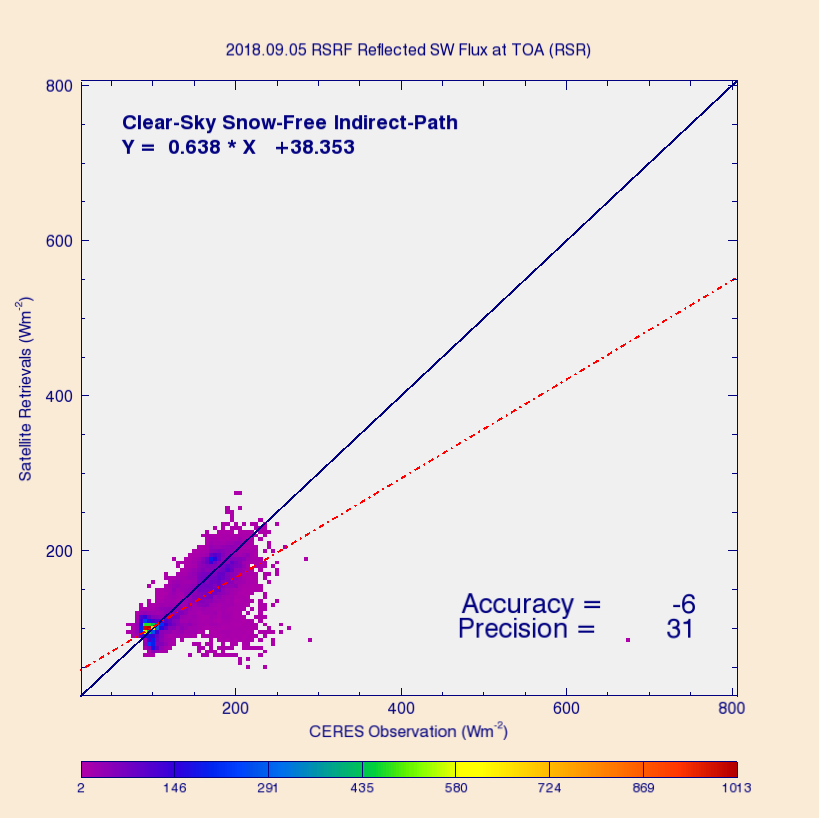 2018.09.05 RSRF Reflected SW Flux at TOA (RSR)
800
Clear-Sky Snow-Free Indirect-Path
Y = 0.638 * X +38.353
600
400
200
Satellite Retrievals (Wm-2)
Accuracy = -6
Precision = 31
200 400 600 800
CERES Observation (Wm-2)
2 146 291 435 580 724 869 1013